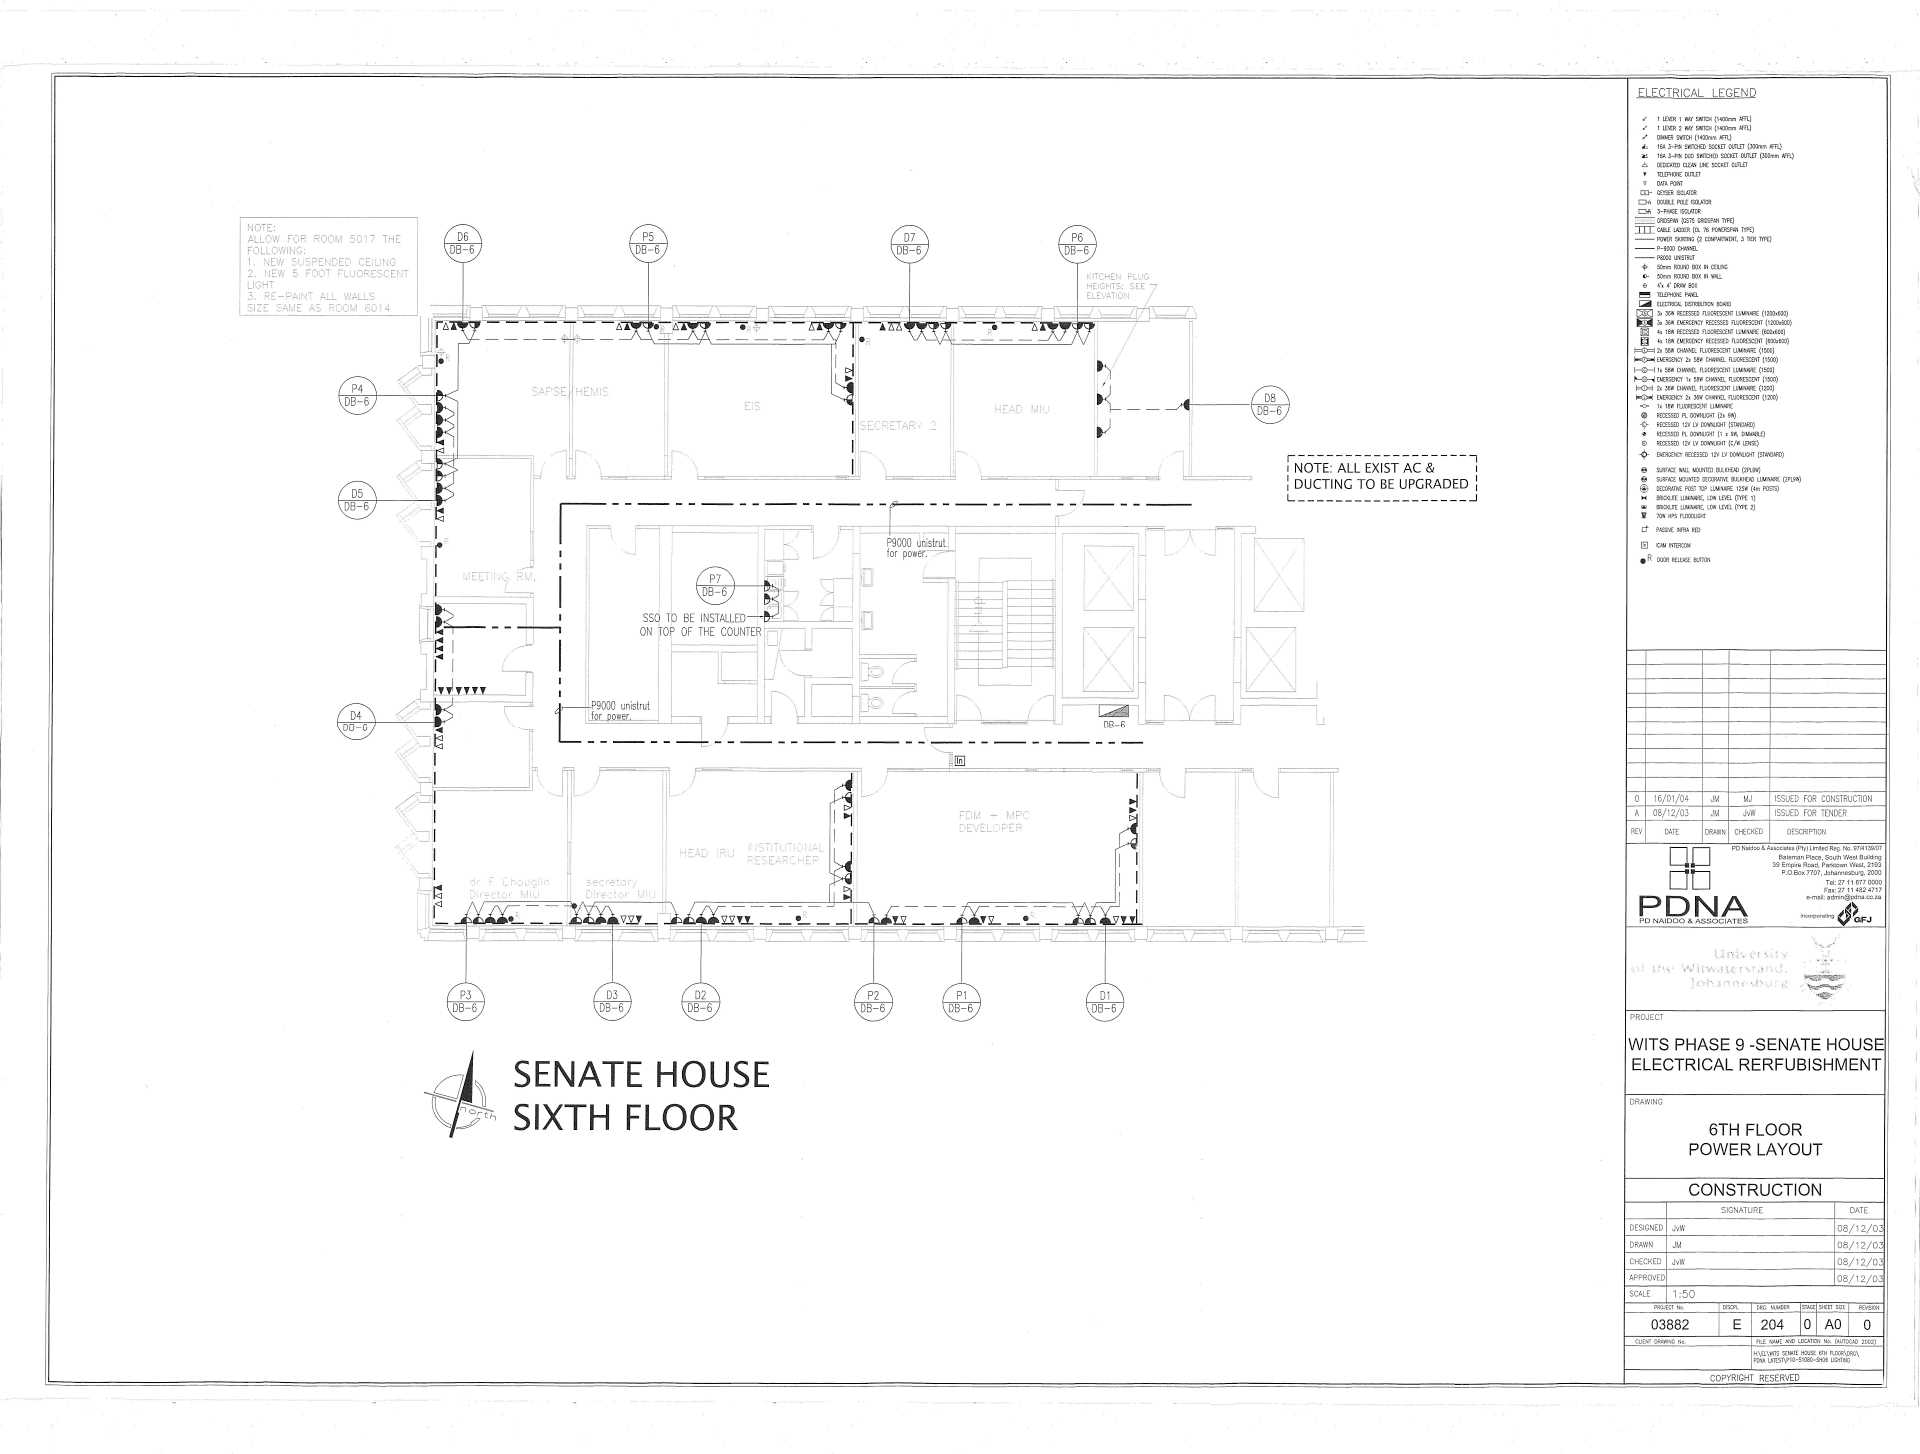 NOTE:
ALLOW FOR ROOM 5017 THE
FOLLOWING:
1. NEW SUSPENDED CEILING
2. NEW 5 FOOT FLUORESCENT
LIGHT
3. RE-PAINT ALL WALLS
SIZE SAME AS ROOM 6014
D6
DB-6
P5
DB-6
D7
DB-6
P6
DB-6
KITCHEN PLUG
HEIGHTS; SEE
ELEVATION
P4
DB-6
D8
DB-6
D5
DB-6
SAPSE/HEMIS
EIS
SECRETARY 2
HEAD MIU
NOTE: ALL EXIST AC &
DUCTING TO BE UPGRADED
P9000 unistrut
for power.
MEETING RM.
P7
DB-6
SSO TO BE INSTALLED
ON TOP OF THE COUNTER
P9000 unistrut
for power.
D4
DB-6
DB-6
In
FDM - MPC
DEVELOPER
HEAD IRU
INSTITUTIONAL
RESEARCHER
dr F Chouglin
Director MIU
secretary
Director MIU
P3
DB-6
D3
DB-6
D2
DB-6
P2
DB-6
P1
DB-6
D1
DB-6
north
SENATE HOUSE
SIXTH FLOOR
ELECTRICAL LEGEND
1 LEVER 1 WAY SWITCH (1400mm AFFL)
1 LEVER 2 WAY SWITCH (1400mm AFFL)
DIMMER SWITCH (1400mm AFFL)
16A 3-PIN SWITCHED SOCKET OUTLET (300mm AFFL)
16A 3-PIN DUO SWITCHED SOCKET OUTLET (300mm AFFL)
DEDICATED CLEAN LINE SOCKET OUTLET
TELEPHONE OUTLET
DATA POINT
GEYSER ISOLATOR
DOUBLE POLE ISOLATOR
3-PHASE ISOLATOR
GRIDSPAN (GS75 GRIDSPAN TYPE)
CABLE LADDER (OL 76 POWERSPAN TYPE)
POWER SKIRTING (2 COMPARTMENT, 3 TIER TYPE)
P-9000 CHANNEL
P8000 UNISTRUT
50mm ROUND BOX IN CEILING
50mm ROUND BOX IN WALL
4'x 4' DRAW BOX
TELEPHONE PANEL
ELECTRICAL DISTRIBUTION BOARD
3x 36W RECESSED FLUORESCENT LUMINAIRE (1200x600)
3x 36W EMERGENCY RECESSED FLUORESCENT (1200x600)
4x 18W RECESSED FLUORESCENT LUMINAIRE (600x600)
4x 18W EMERGENCY RECESSED FLUORESCENT (600x600)
2x 58W CHANNEL FLUORESCENT LUMINAIRE (1500)
EMERGENCY 2x 58W CHANNEL FLUORESCENT (1500)
1x 58W CHANNEL FLUORESCENT LUMINAIRE (1500)
EMERGENCY 1x 58W CHANNEL FLUORESCENT (1500)
2x 36W CHANNEL FLUORESCENT LUMINAIRE (1200)
EMERGENCY 2x 36W CHANNEL FLUORESCENT (1200)
1x 18W FLUORESCENT LUMINAIRE
RECESSED PL DOWNLIGHT (2x 9W)
RECESSED 12V LV DOWNLIGHT (STANDARD)
RECESSED PL DOWNLIGHT (1 x 9W, DIMMABLE)
RECESSED 12V LV DOWNLIGHT (C/W LENSE)
EMERGENCY RECESSED 12V LV DOWNLIGHT (STANDARD)
SURFACE WALL MOUNTED BULKHEAD (2PL9W)
SURFACE MOUNTED DECORATIVE BULKHEAD LUMINAIRE (2PL9W)
DECORATIVE POST TOP LUMINAIRE 125W (4m POSTS)
BRICKLITE LUMINAIRE, LOW LEVEL (TYPE 1)
BRICKLITE LUMINAIRE, LOW LEVEL (TYPE 2)
70W HPS FLOODLIGHT
PASSIVE INFRA RED
ICAM INTERCOM
R DOOR RELEASE BUTTON
0 16/01/04 JM MJ ISSUED FOR CONSTRUCTION
A 08/12/03 JM JvW ISSUED FOR TENDER
REV DATE DRAWN CHECKED DESCRIPTION
PD Naidoo & Associates (Pty) Limited Reg. No. 97/4139/07
Bateman Place, South West Building
39 Empire Road, Parktown West, 2193
P.O.Box 7707, Johannesburg, 2000
Tel: 27 11 677 0000
Fax: 27 11 482 4717
e-mail: admin@pdna.co.za
PDNA
PD NAIDOO & ASSOCIATES
Incorporating GFJ
University
of the Witwatersrand,
Johannesburg
PROJECT
WITS PHASE 9 -SENATE HOUSE
ELECTRICAL RERFUBISHMENT
DRAWING
6TH FLOOR
POWER LAYOUT
CONSTRUCTION
SIGNATURE DATE
DESIGNED JvW 08/12/03
DRAWN JM 08/12/03
CHECKED JvW 08/12/03
APPROVED 08/12/03
SCALE 1:50
PROJECT No. DISCPL DRG NUMBER STAGE SHEET SIZE REVISION
03882 E 204 0 A0 0
CLIENT DRAWING No. FILE NAME AND LOCATION No. (AUTOCAD 2002)
COPYRIGHT RESERVED